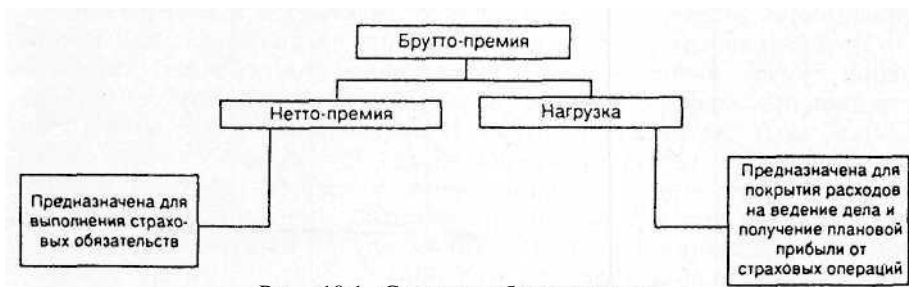 Брутто-премия
Нетто-премия
Нагрузка
Предназначена для
выполнения страхо-
вых обязательств
Предназначена для
покрытия расходов
на ведение дела и
получение плановой
прибыли от
страховых операций